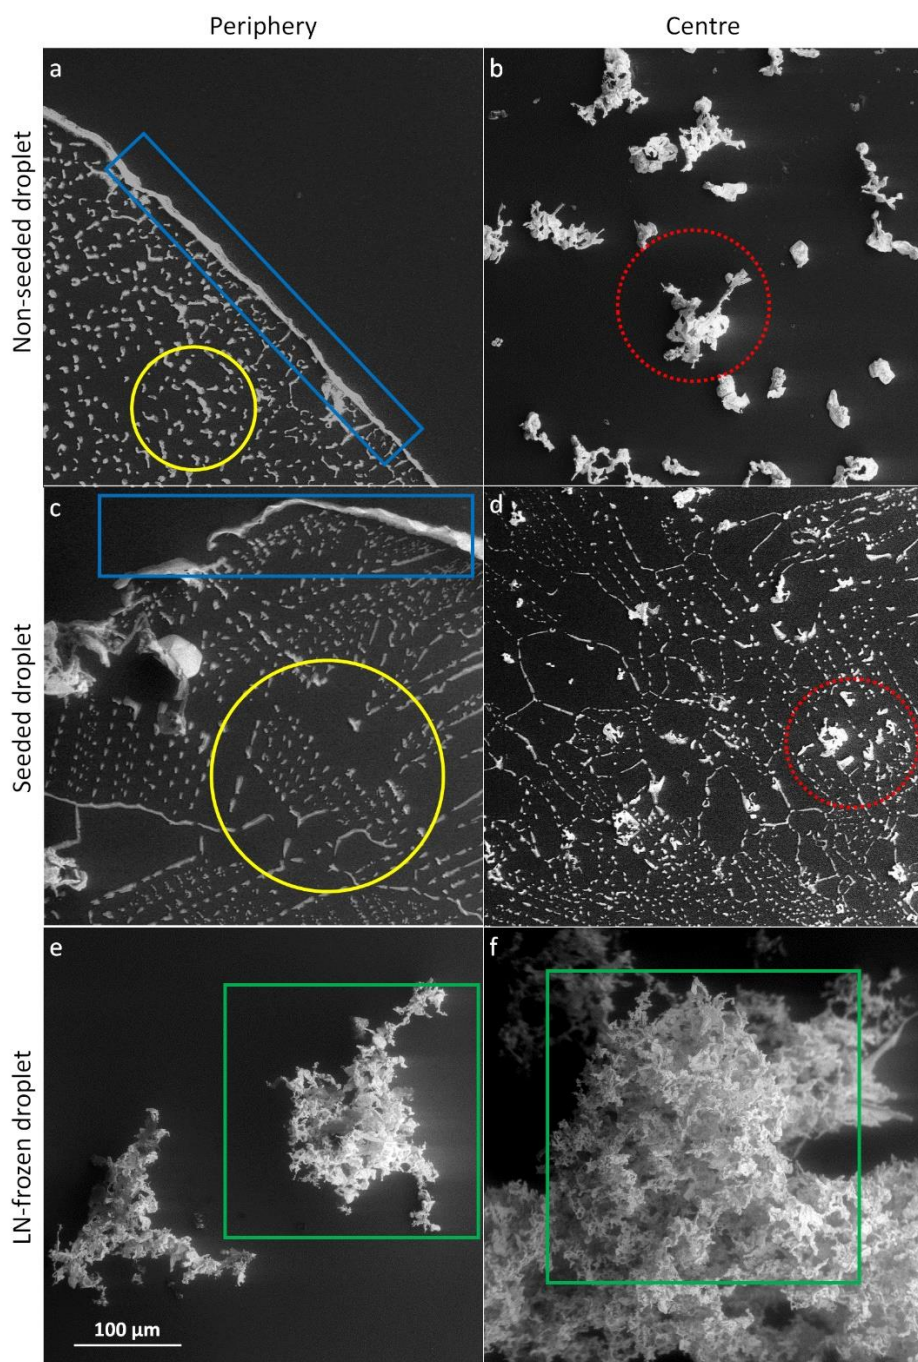 Periphery
Centre
Non-seeded droplet
a
b
Seeded droplet
c
d
LN-frozen droplet
e
f
100 µm